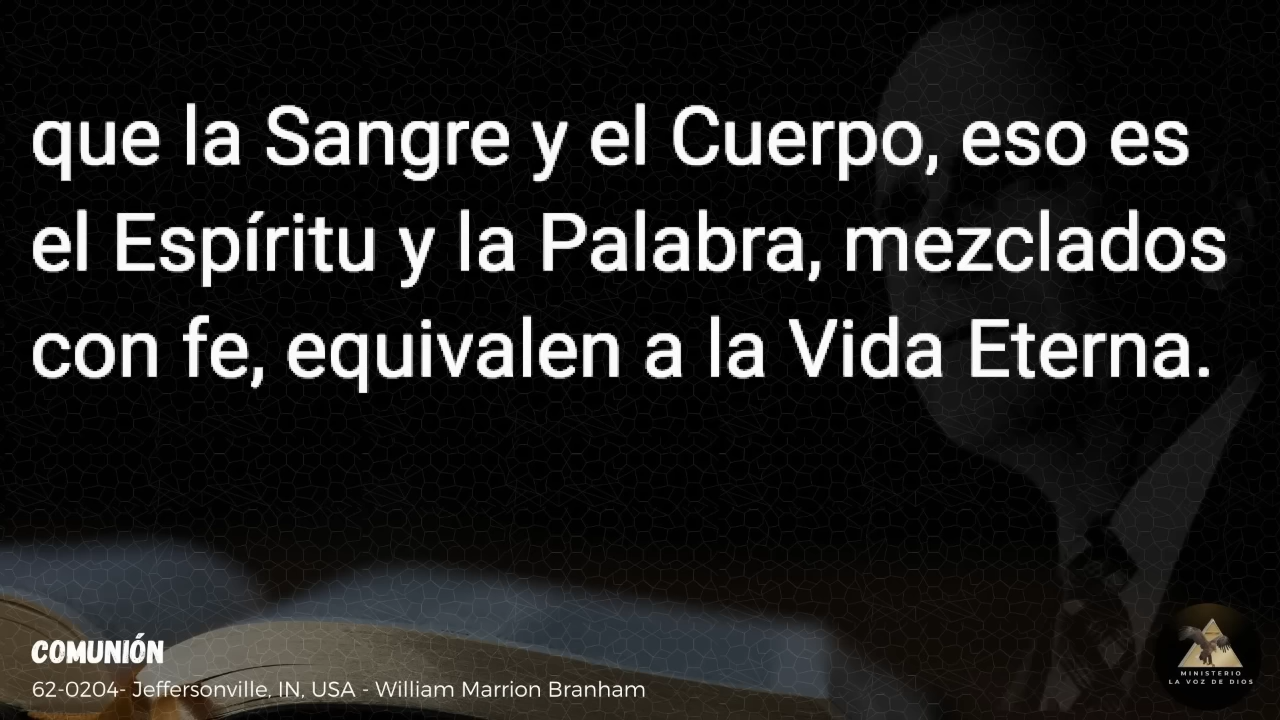 que la Sangre y el Cuerpo, eso es
el Espíritu y la Palabra, mezclados
con fe, equivalen a la Vida Eterna.
COMUNIÓN
62-0204- Jeffersonville, IN, USA - William Marrion Branham
MINISTERIO
LA VOZ DE DIOS